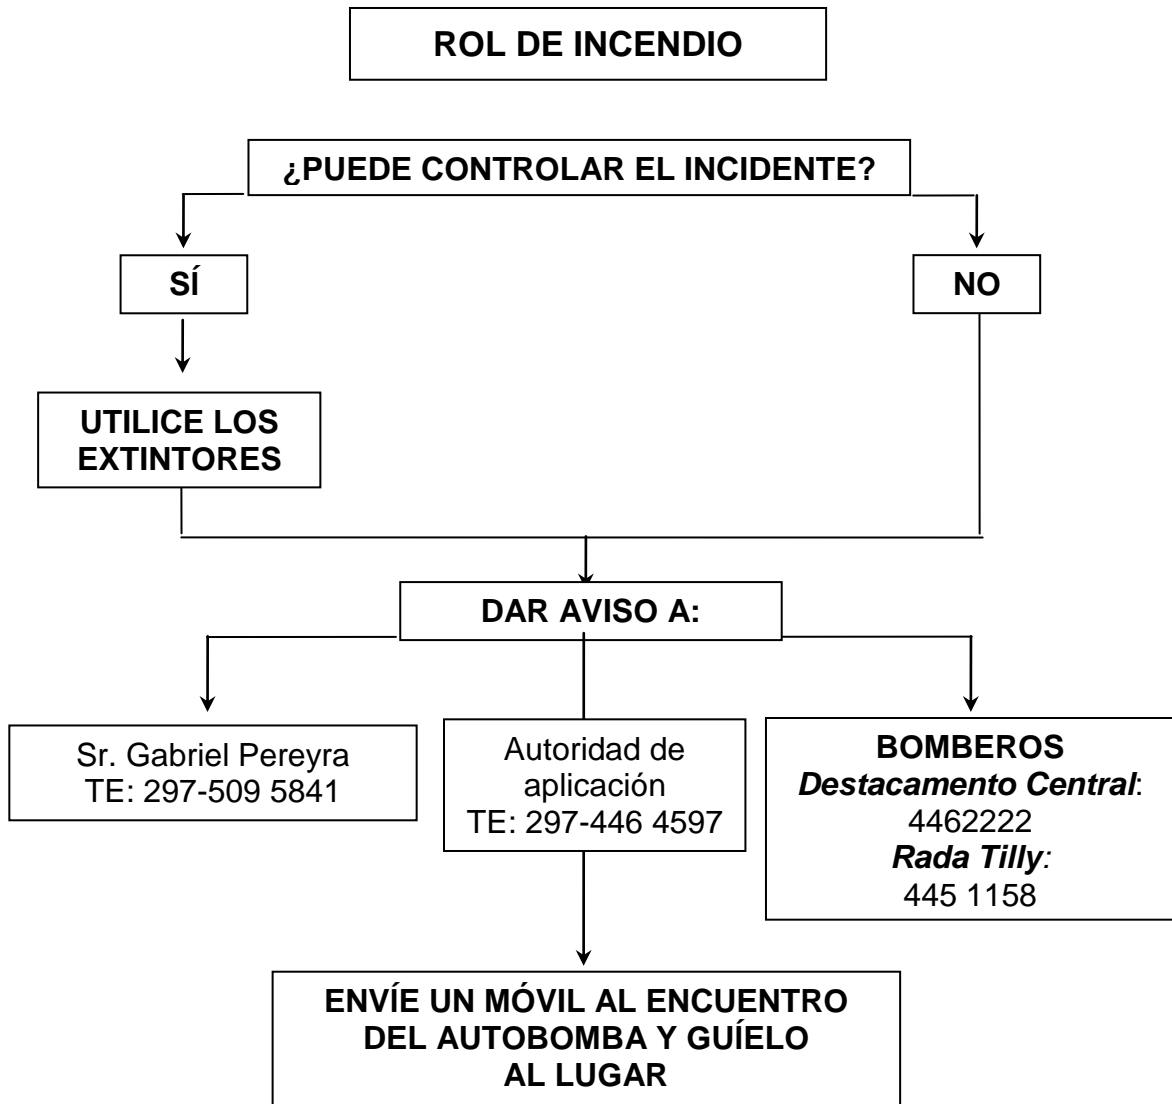 ROL DE INCENDIO
¿PUEDE CONTROLAR EL INCIDENTE?
SÍ
NO
UTILICE LOS
EXTINTORES
DAR AVISO A:
Sr. Gabriel Pereyra
TE: 297-509 5841
Autoridad de
aplicación
TE: 297-446 4597
BOMBEROS
Destacamento Central:
4462222
Rada Tilly:
445 1158
ENVÍE UN MÓVIL AL ENCUENTRO
DEL AUTOBOMBA Y GUÍELO
AL LUGAR